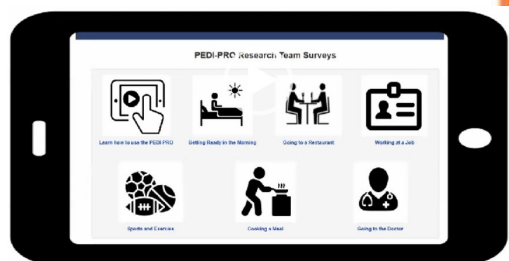 PEDI-PRO Research Team Surveys
Learn how to use the PEDI-PRO
Getting Ready in the Morning
Going to a Restaurant
Working at a Job
Sports and Exercise
Cooking a Meal
Going to the Doctor